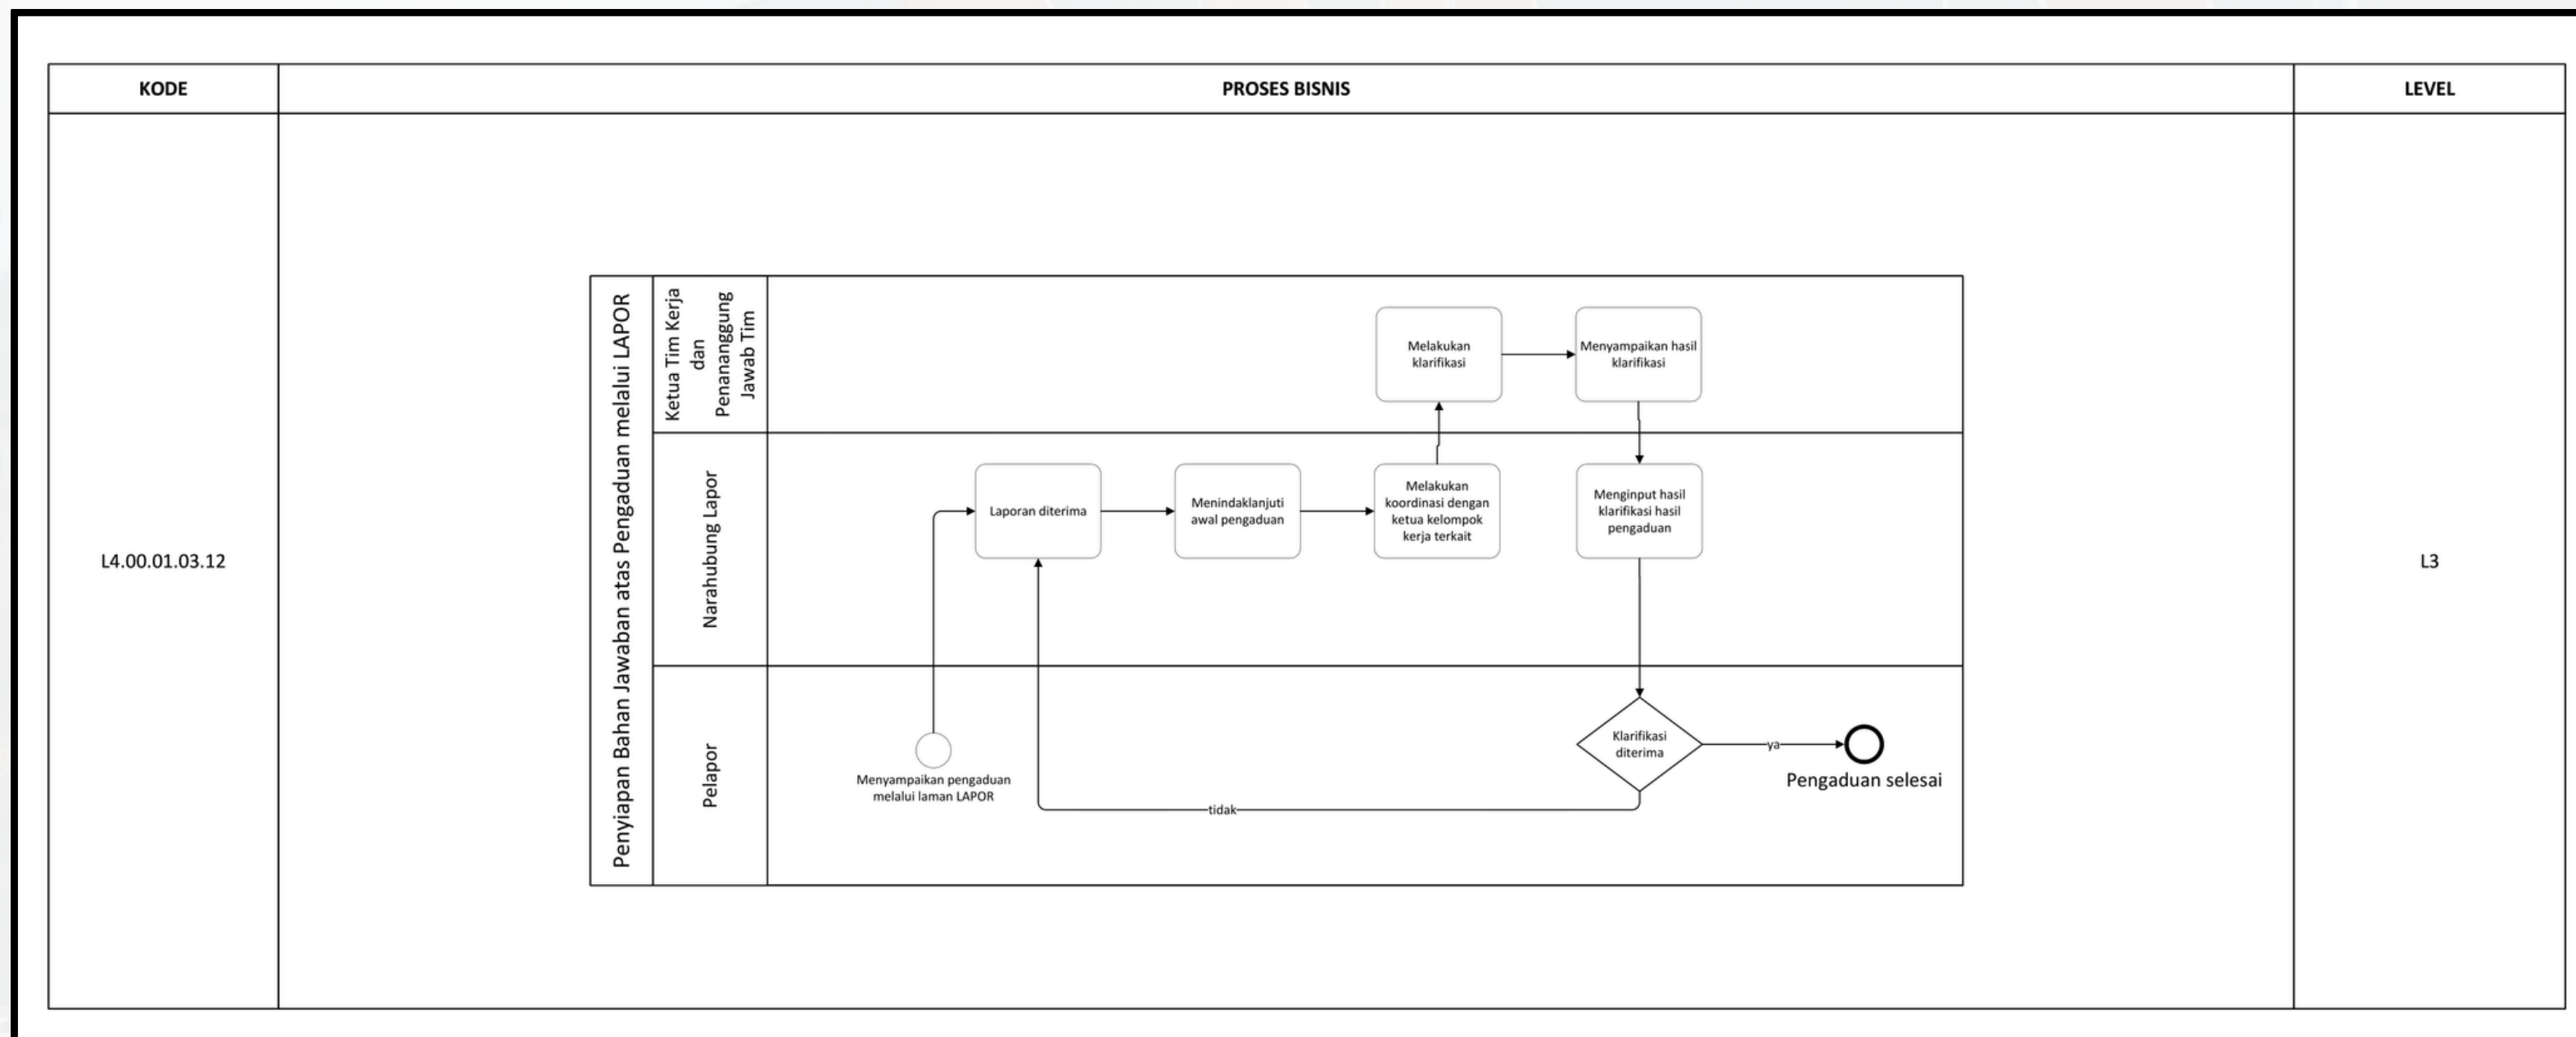 KODE
PROSES BISNIS
LEVEL
L4.00.01.03.12
Penyiapan Bahan Jawaban atas Pengaduan melalui LAPOR
Ketua Tim Kerja
dan
Penananggung
Jawab Tim
Melakukan
klarifikasi
Menyampaikan hasil
klarifikasi
Narahubung Lapor
Laporan diterima
Menindaklanjuti
awal pengaduan
Melakukan
koordinasi dengan
ketua kelompok
kerja terkait
Menginput hasil
klarifikasi hasil
pengaduan
Pelapor
Menyampaikan pengaduan
melalui laman LAPOR
Klarifikasi
diterima
ya
Pengaduan selesai
tidak
L3